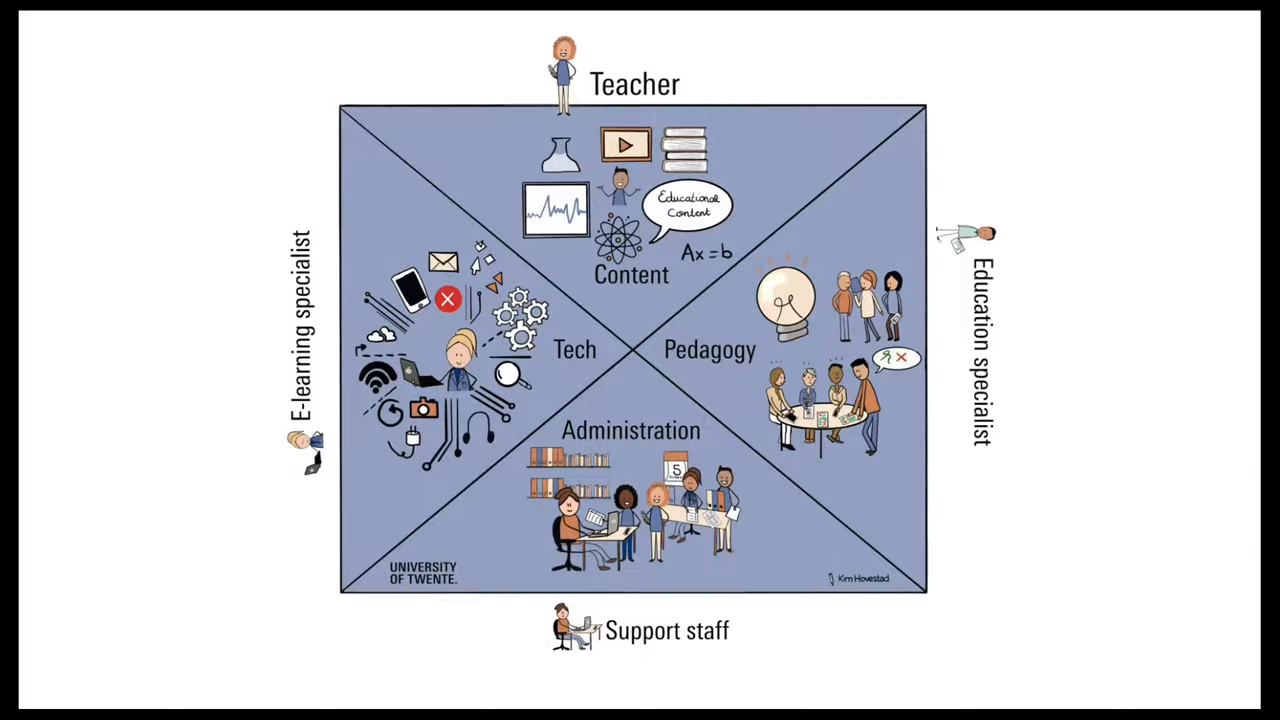 Teacher
Educational
Content
Ax = b
Content
E-learning specialist
Tech
Pedagogy
Education specialist
Administration
5
UNIVERSITY
OF TWENTE.
Kim Hovestad
Support staff